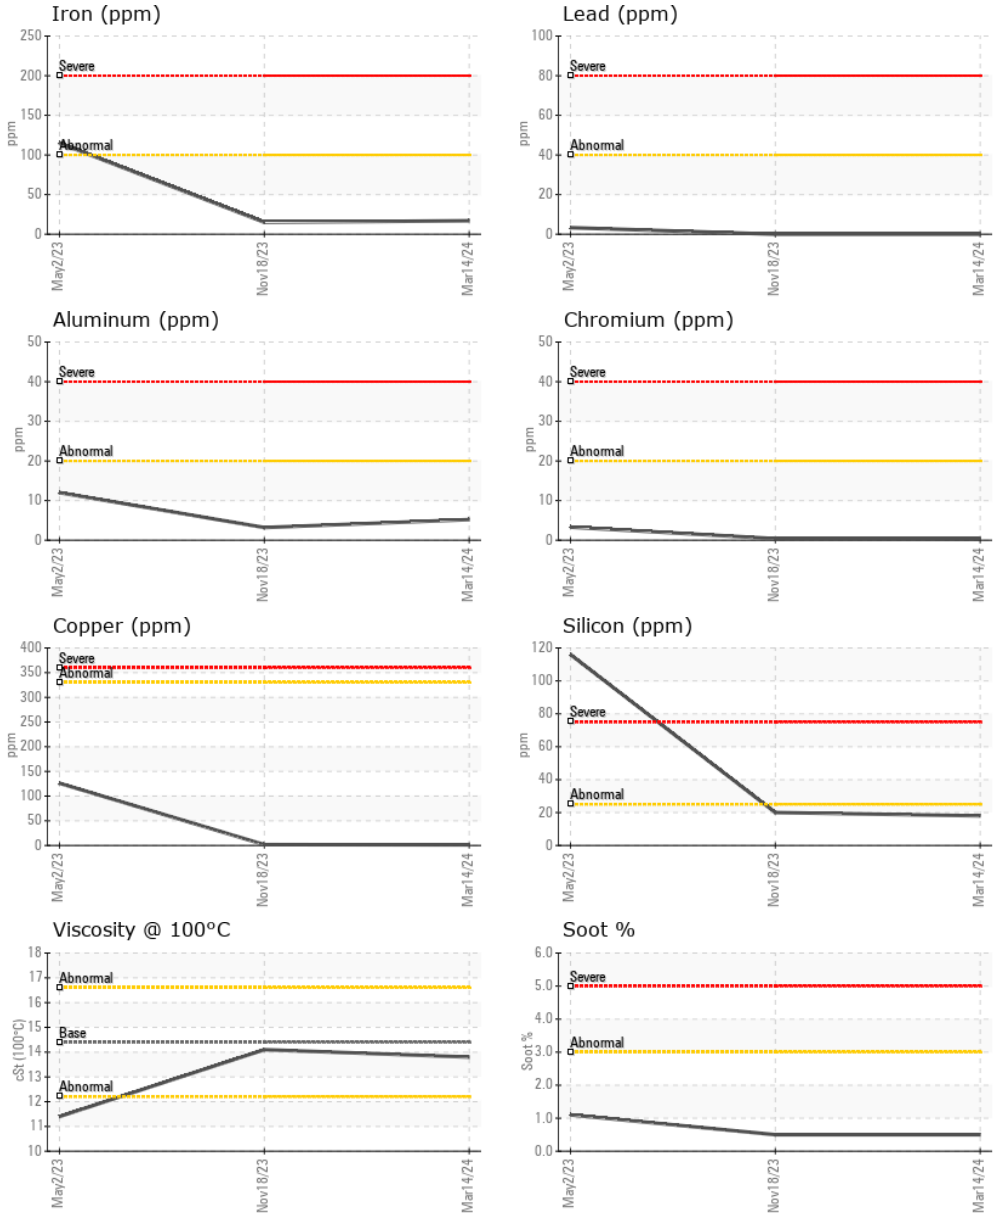 Iron (ppm)
250
200
150
100
50
0
ppm
Severe
Abnormal
May2/23
Nov18/23
Mar14/24
Lead (ppm)
100
80
60
40
20
0
ppm
Severe
Abnormal
May2/23
Nov18/23
Mar14/24
Aluminum (ppm)
50
40
30
20
10
0
ppm
Severe
Abnormal
May2/23
Nov18/23
Mar14/24
Chromium (ppm)
50
40
30
20
10
0
ppm
Severe
Abnormal
May2/23
Nov18/23
Mar14/24
Copper (ppm)
400
350
300
250
200
150
100
50
0
ppm
Severe
Abnormal
May2/23
Nov18/23
Mar14/24
Silicon (ppm)
120
100
80
60
40
20
0
ppm
Severe
Abnormal
May2/23
Nov18/23
Mar14/24
Viscosity @ 100°C
18
17
16
15
14
13
12
11
10
cSt (100°C)
Abnormal
Base
Abnormal
May2/23
Nov18/23
Mar14/24
Soot %
6.0
5.0
4.0
3.0
2.0
1.0
0.0
Soot %
Severe
Abnormal
May2/23
Nov18/23
Mar14/24